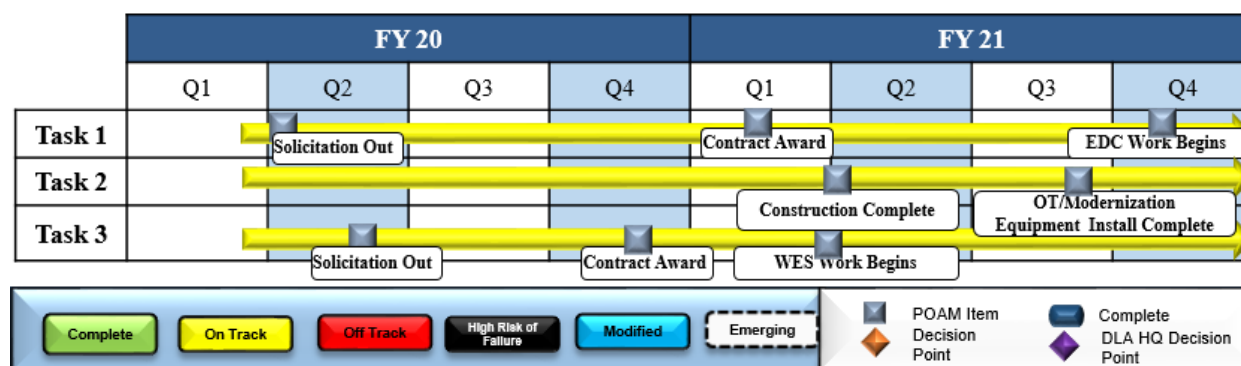 FY 20 FY 21
Q1 Q2 Q3 Q4 Q1 Q2 Q3 Q4
Task 1
Solicitation Out Contract Award EDC Work Begins
Task 2
Construction Complete
OT/Modernization
Equipment Install Complete
Task 3
Solicitation Out Contract Award WES Work Begins
Complete
On Track
Off Track
High Risk of
Failure
Modified
Emerging
POAM Item
Decision
Point
Complete
DLA HQ Decision
Point